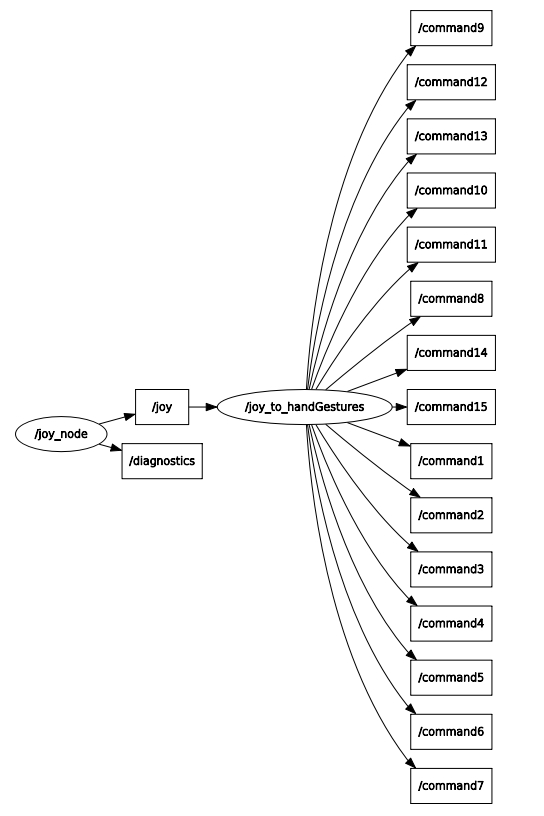 /command9
/command12
/command13
/command10
/command11
/command8
/command14
/joy
/joy_to_handGestures
/command15
/joy_node
/diagnostics
/command1
/command2
/command3
/command4
/command5
/command6
/command7